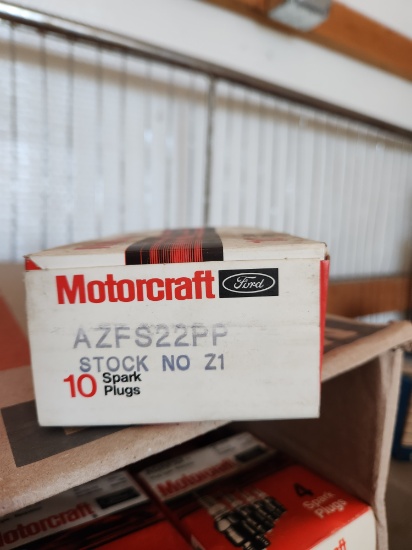 Motorcraft Ford
AZFS22PP
STOCK NO Z1
10 Spark
Plugs
Motorcraft
Motorcraft
4
Spark
Plugs